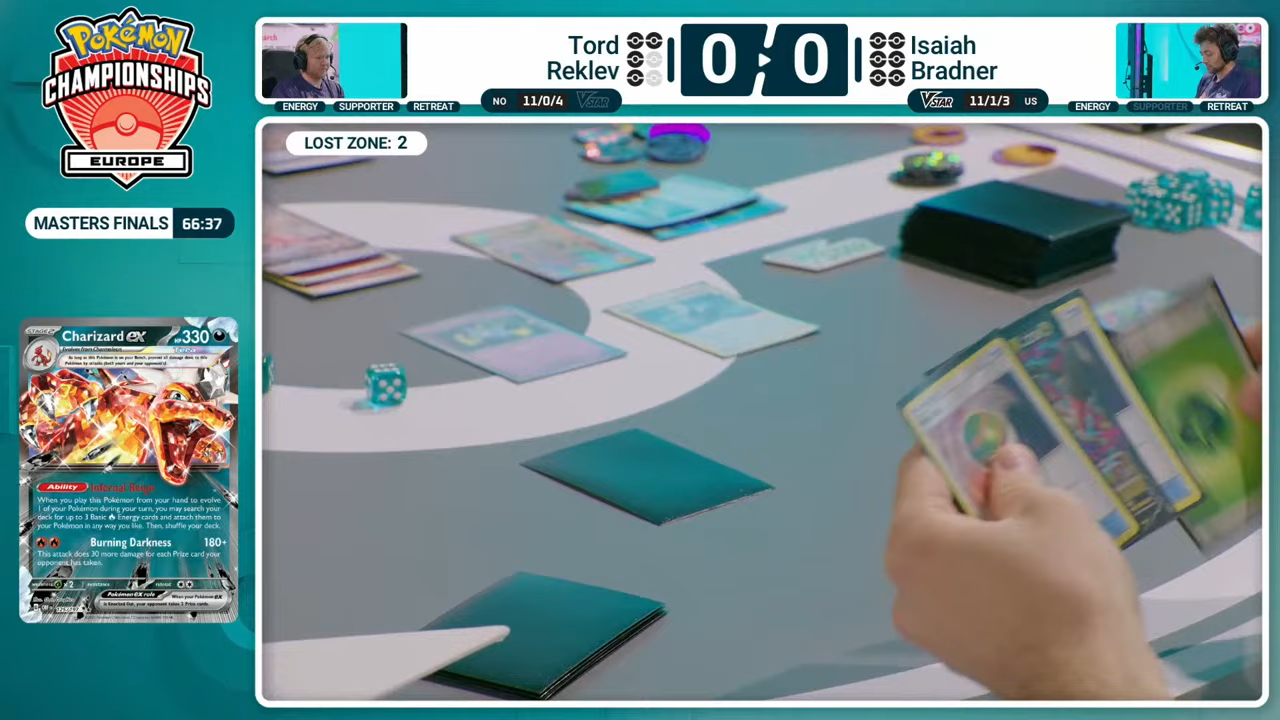 Pokémon
CHAMPIONSHIPS
EUROPE
Tord
Reklev
0
0
Isaiah
Bradner
NO
11/0/4
VSTAR
VSTAR
11/1/3
US
ENERGY
SUPPORTER
RETREAT
ENERGY
SUPPORTER
RETREAT
LOST ZONE: 2
MASTERS FINALS
66:37
Charizard ex
HP 330
Ability
When you play this Pokémon from your hand to evolve
1 of your Pokémon during your turn, you may search your
deck for up to 3 Basic Energy cards and attach them to
your Pokémon in any way you like. Then, shuffle your deck.
Burning Darkness 180+
This attack does 30 more damage for each Prize card your
opponent has taken.
Pokémon ex rule